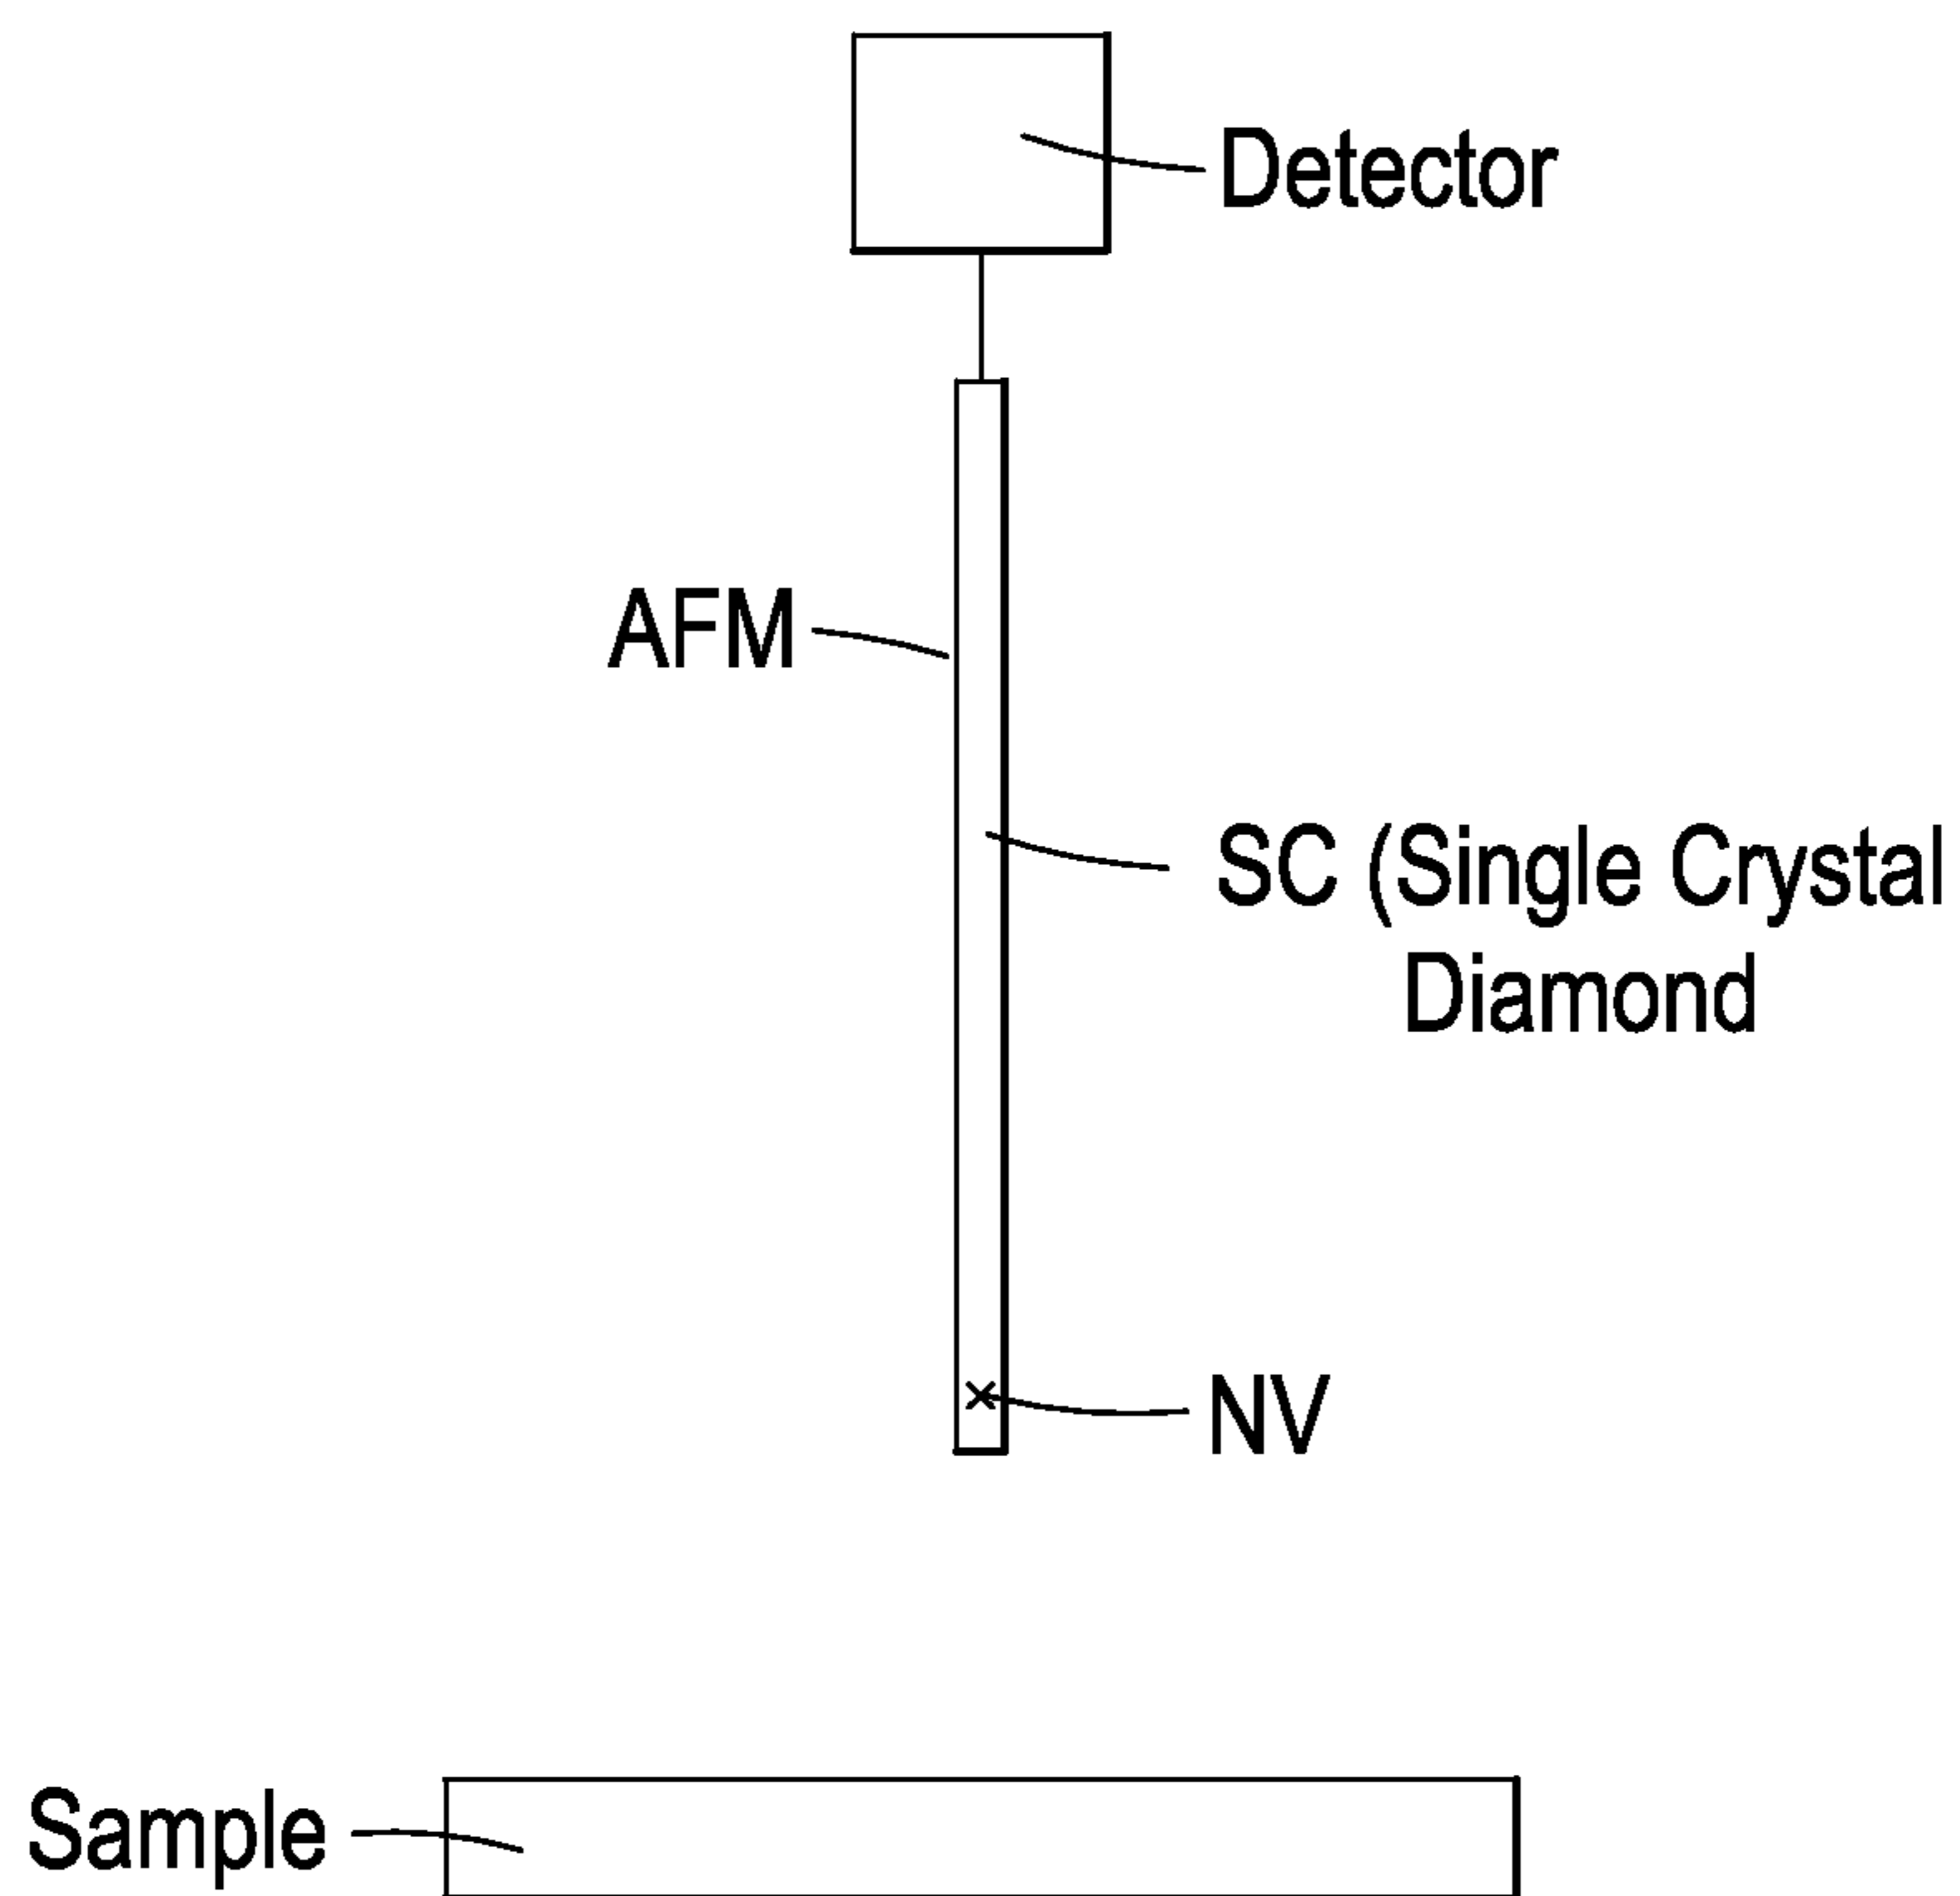 Detector
AFM
SC (Single Crystal
Diamond
NV
Sample